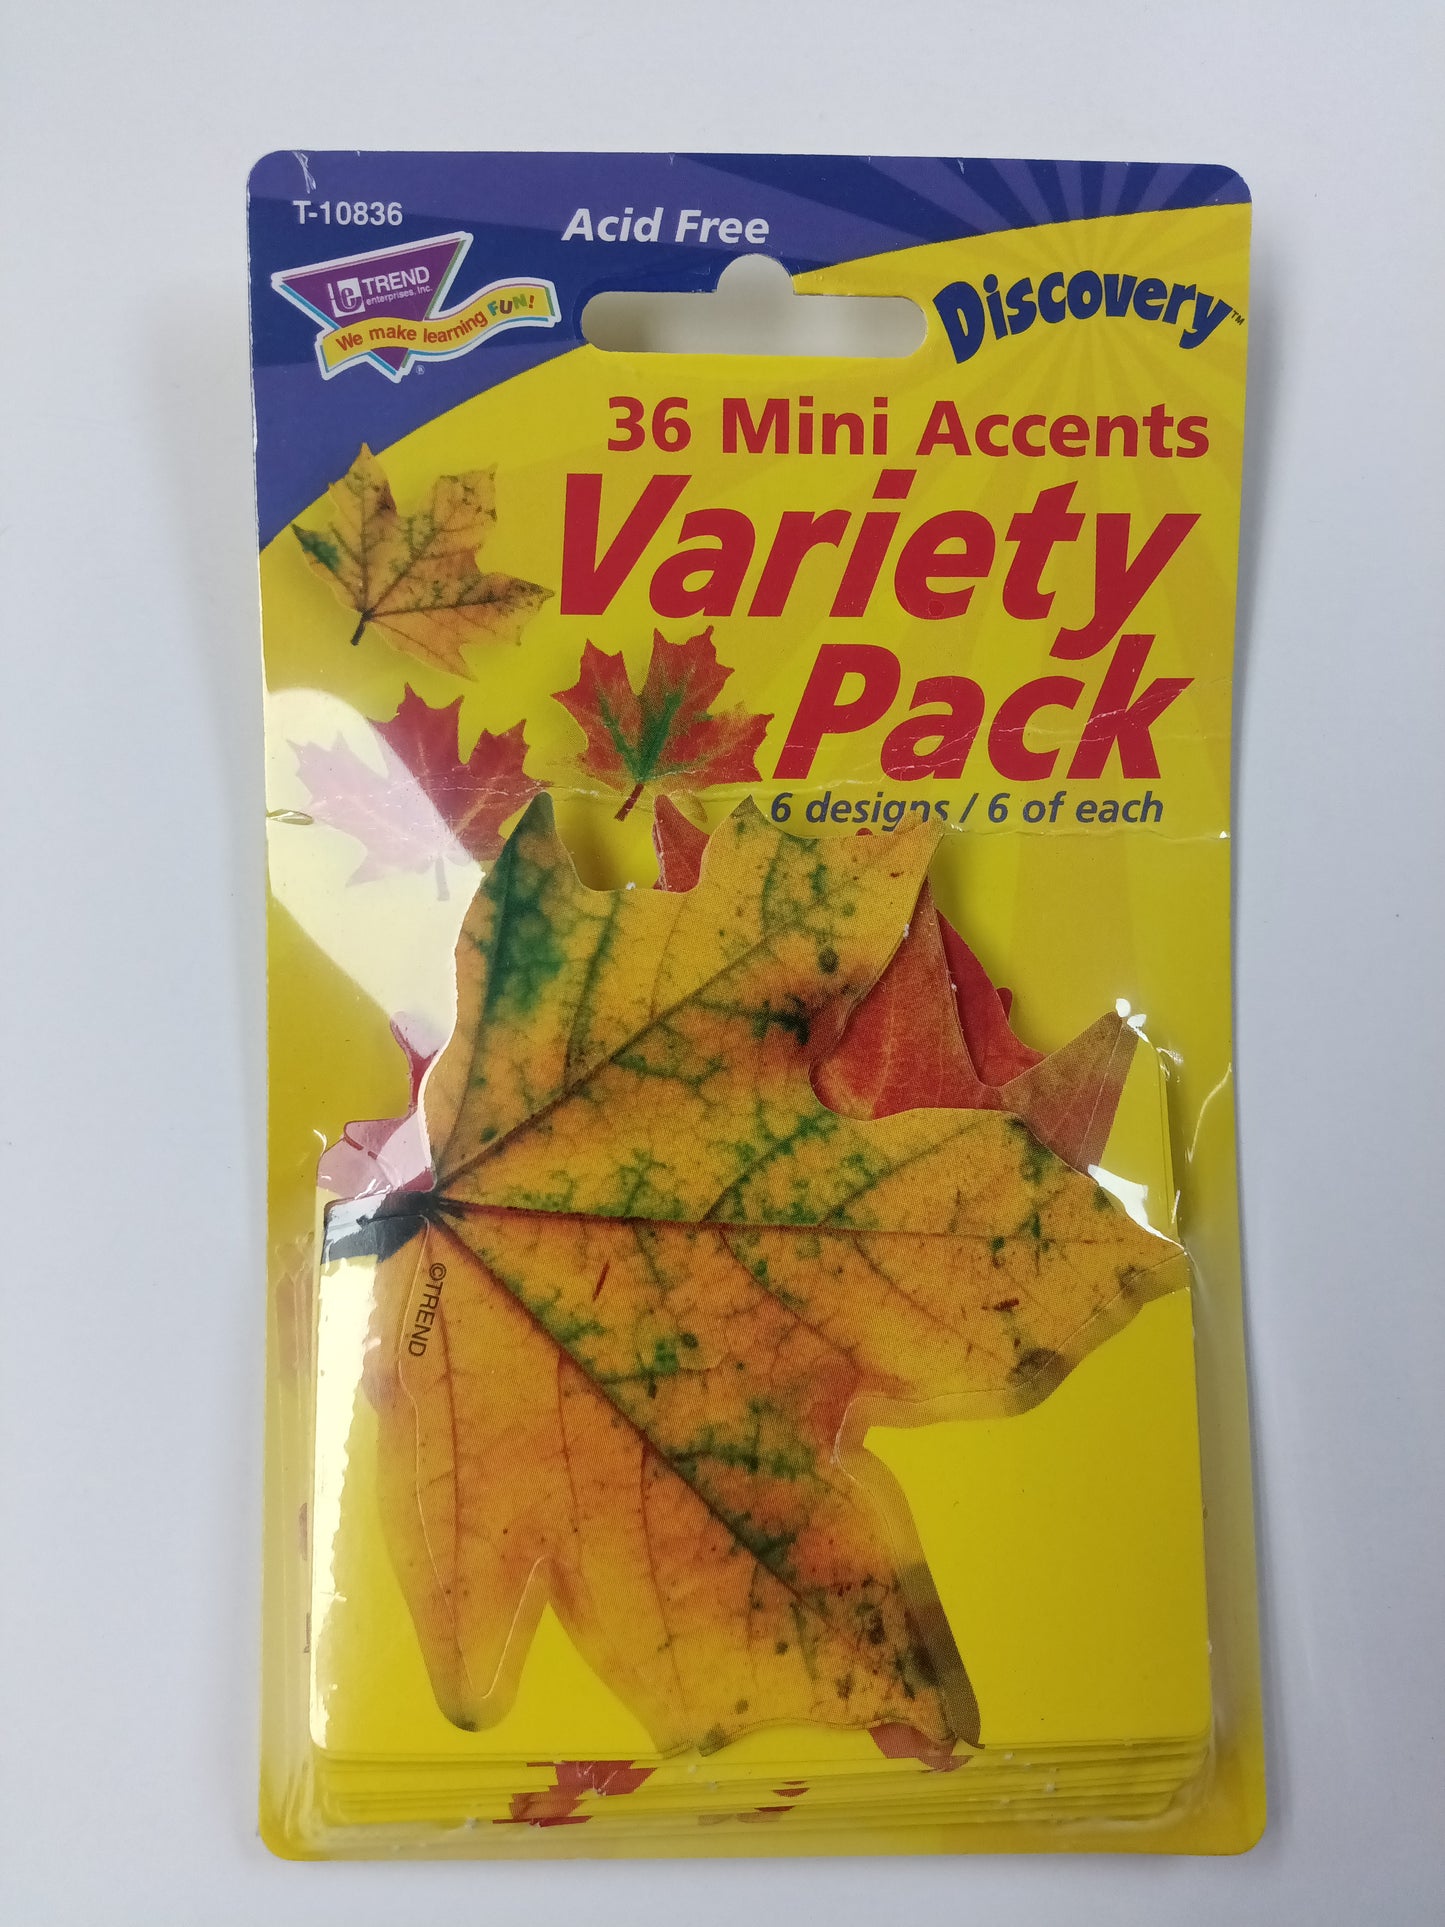 T-10836
Acid Free
TREND
enterprises, Inc.
We make learning FUN!
®
Discovery™
36 Mini Accents
Variety
Pack
6 designs / 6 of each
©TREND